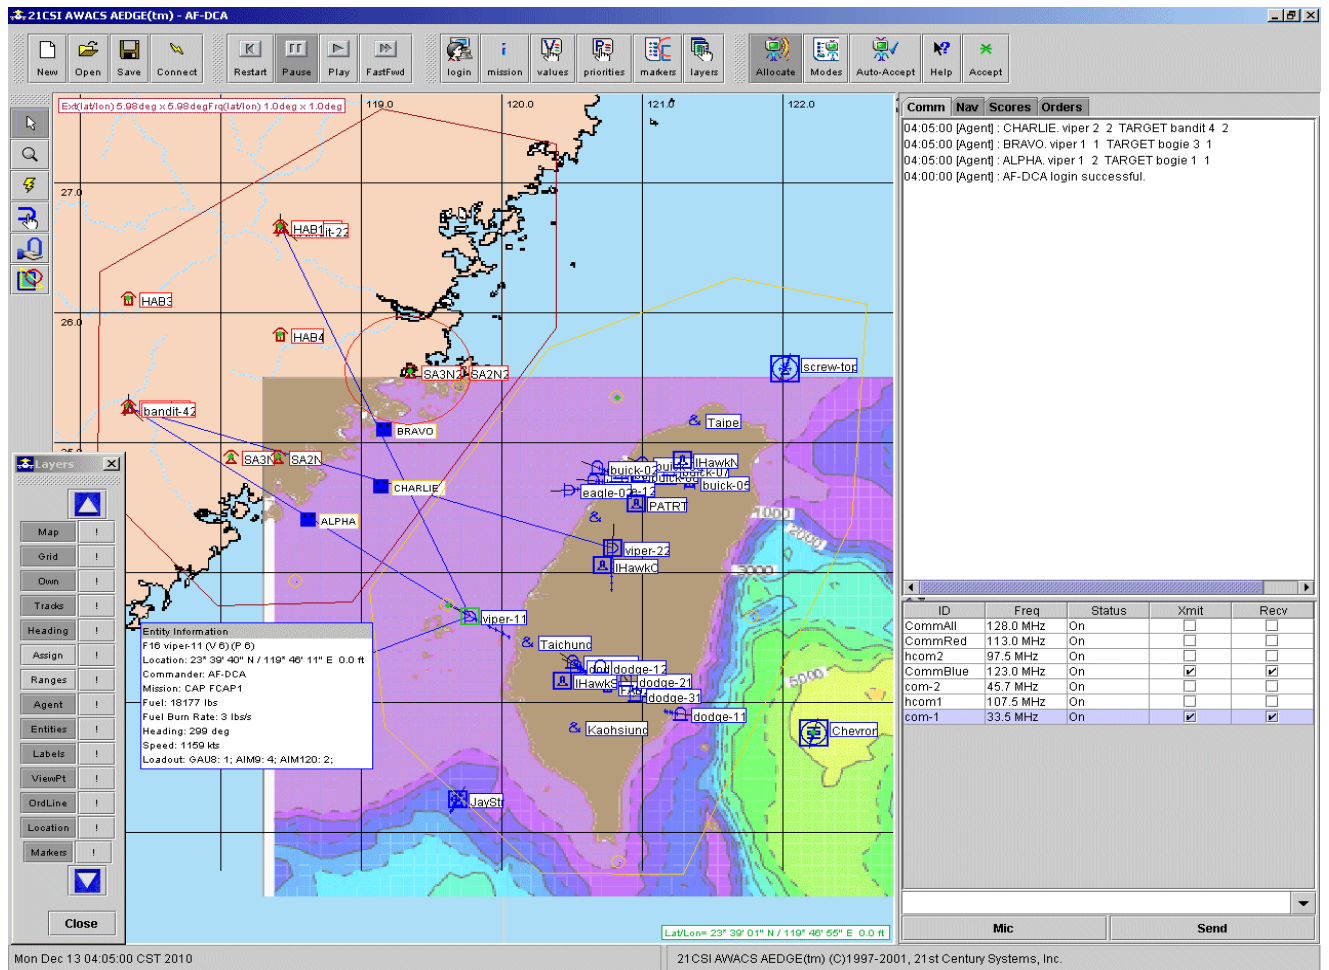 21CSI AWACS AEDGE(tm) - AF-DCA
New Open Save Connect Restart Pause Play FastFwd login mission values priorities markers layers Allocate Modes Auto-Accept Help Accept
Ext(lat/lon) 5.98deg x 5.98deg Frq(lat/lon) 1.0deg x 1.0deg
119.0 120.0 121.0 122.0
27.0
HAB1
it-22
HAB3
26.0
HAB4
screw-top
SA3N2 SA2N2
bandit-42
BRAVO
Taipe
SA3N SA2N
IHawkN
buick-02
buick-07
buick-05
CHARLIE
eagle-02
PATRT
ALPHA
1000
2000
viper-22
IHawkC
3000
viper-11
Taichung
dodge-12
IHawkS
dodge-21
dodge-31
5000
dodge-11
Kaohsiung
Chevron
JayStr
Layers
Map !
Grid !
Own !
Tracks !
Heading !
Assign !
Ranges !
Agent !
Entities !
Labels !
ViewPt !
OrdLine !
Location !
Markers !
Close
Entity Information
F16 viper-11 (V 6) (P 6)
Location: 23° 39' 40" N / 119° 46' 11" E 0.0 ft
Commander: AF-DCA
Mission: CAP FCAP1
Fuel: 18177 lbs
Fuel Burn Rate: 3 lbs/s
Heading: 299 deg
Speed: 1159 kts
Loadout: GAU8: 1; AIM9: 4; AIM120: 2;
Lat/Lon= 23° 39' 01" N / 119° 46' 55" E 0.0 ft
Comm Nav Scores Orders
04:05:00 [Agent] : CHARLIE. viper 2 2 TARGET bandit 4 2
04:05:00 [Agent] : BRAVO. viper 1 1 TARGET bogie 3 1
04:05:00 [Agent] : ALPHA. viper 1 2 TARGET bogie 1 1
04:00:00 [Agent] : AF-DCA login successful.
ID Freq Status Xmit Recv
CommAll 128.0 MHz On
CommRed 113.0 MHz On
hcom2 97.5 MHz On
CommBlue 123.0 MHz On
com-2 45.7 MHz On
hcom1 107.5 MHz On
com-1 33.5 MHz On
Mic Send
Mon Dec 13 04:05:00 CST 2010
21CSI AWACS AEDGE(tm) (C)1997-2001, 21st Century Systems, Inc.